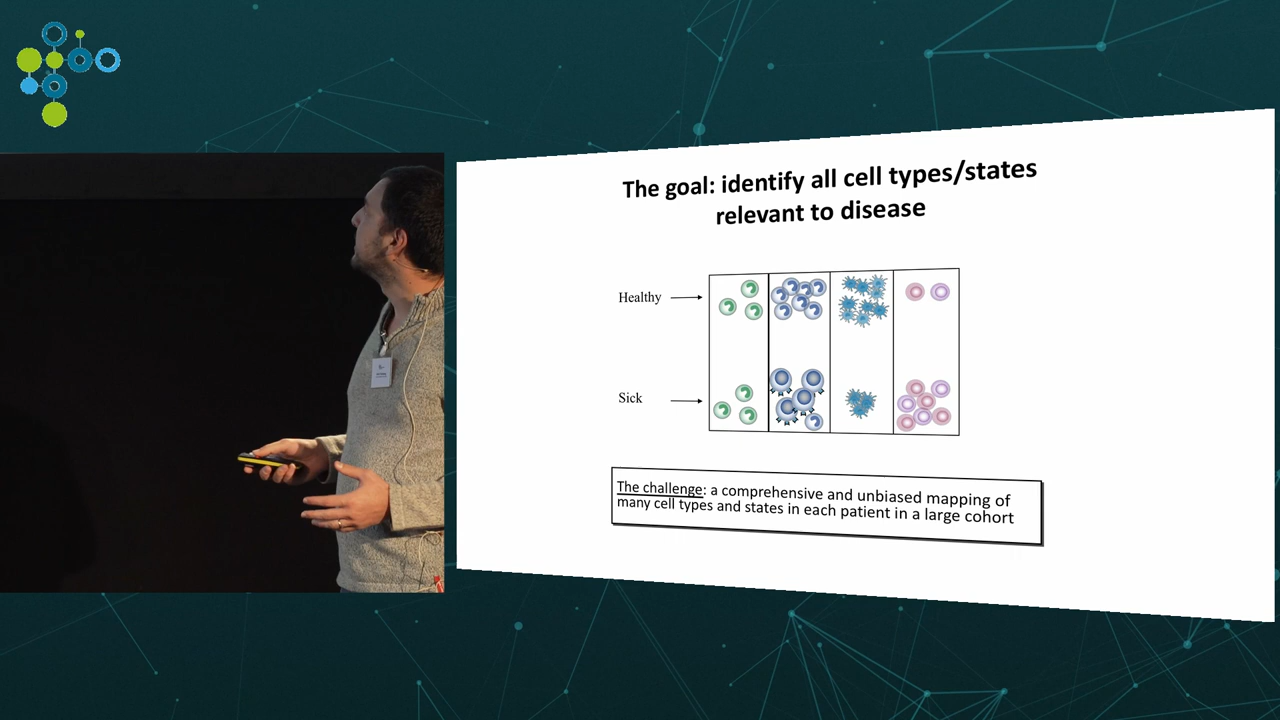 The goal: identify all cell types/states
relevant to disease
Healthy
Sick
The challenge: a comprehensive and unbiased mapping of
many cell types and states in each patient in a large cohort